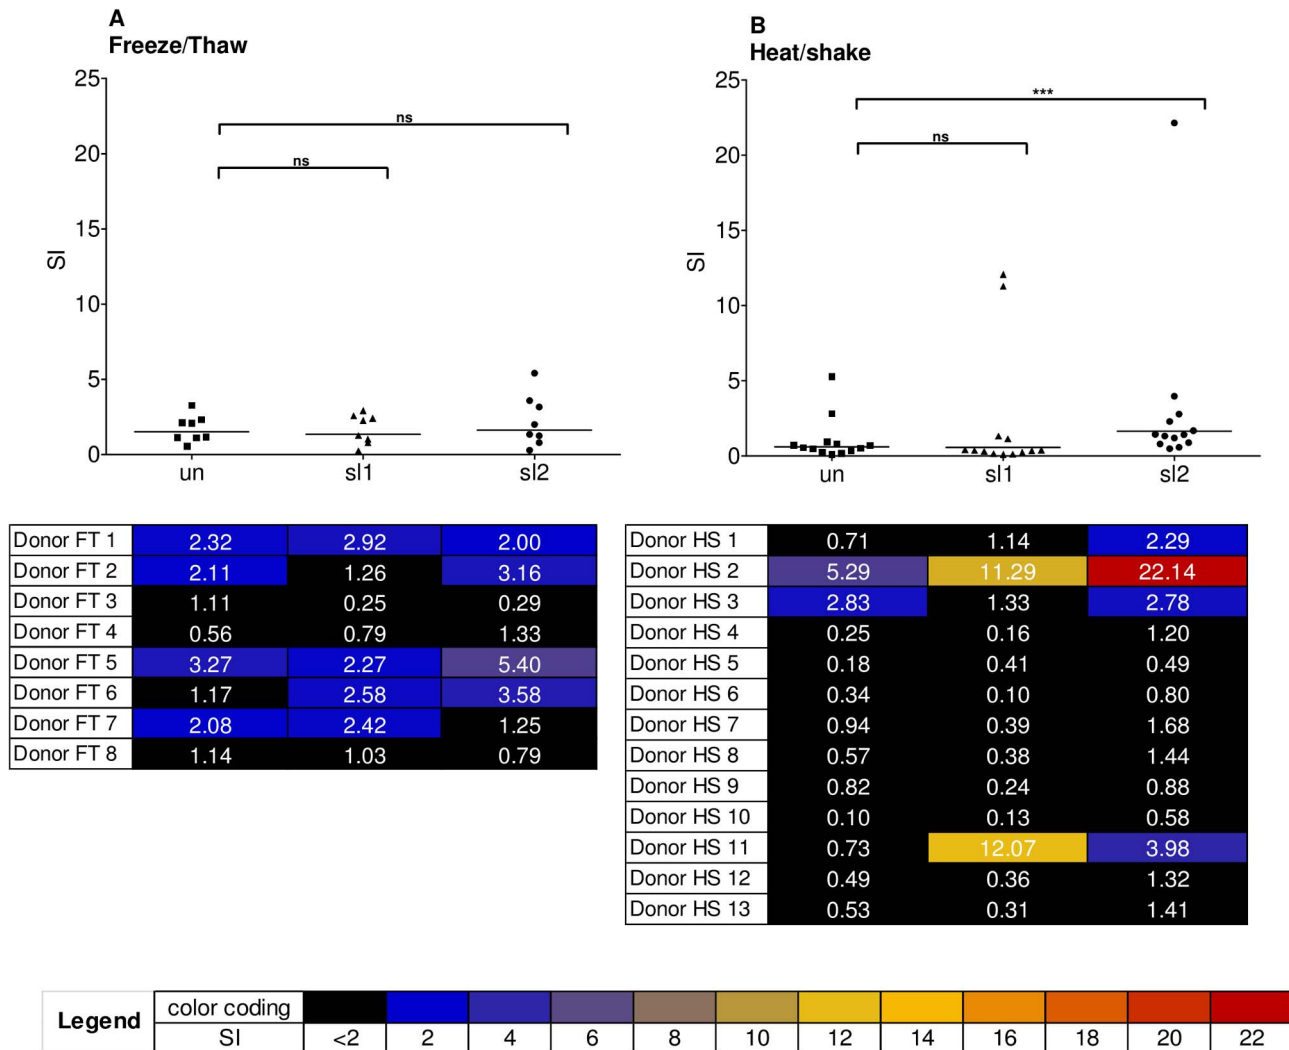 A
Freeze/Thaw
25
20
15
10
5
0
SI
ns
ns
un
sl1
sl2
B
Heat/shake
25
20
15
10
5
0
SI
***
ns
un
sl1
sl2
Donor FT 1 2.32 2.92 2.00
Donor FT 2 2.11 1.26 3.16
Donor FT 3 1.11 0.25 0.29
Donor FT 4 0.56 0.79 1.33
Donor FT 5 3.27 2.27 5.40
Donor FT 6 1.17 2.58 3.58
Donor FT 7 2.08 2.42 1.25
Donor FT 8 1.14 1.03 0.79
Donor HS 1 0.71 1.14 2.29
Donor HS 2 5.29 11.29 22.14
Donor HS 3 2.83 1.33 2.78
Donor HS 4 0.25 0.16 1.20
Donor HS 5 0.18 0.41 0.49
Donor HS 6 0.34 0.10 0.80
Donor HS 7 0.94 0.39 1.68
Donor HS 8 0.57 0.38 1.44
Donor HS 9 0.82 0.24 0.88
Donor HS 10 0.10 0.13 0.58
Donor HS 11 0.73 12.07 3.98
Donor HS 12 0.49 0.36 1.32
Donor HS 13 0.53 0.31 1.41
Legend
color coding
SI <2 2 4 6 8 10 12 14 16 18 20 22